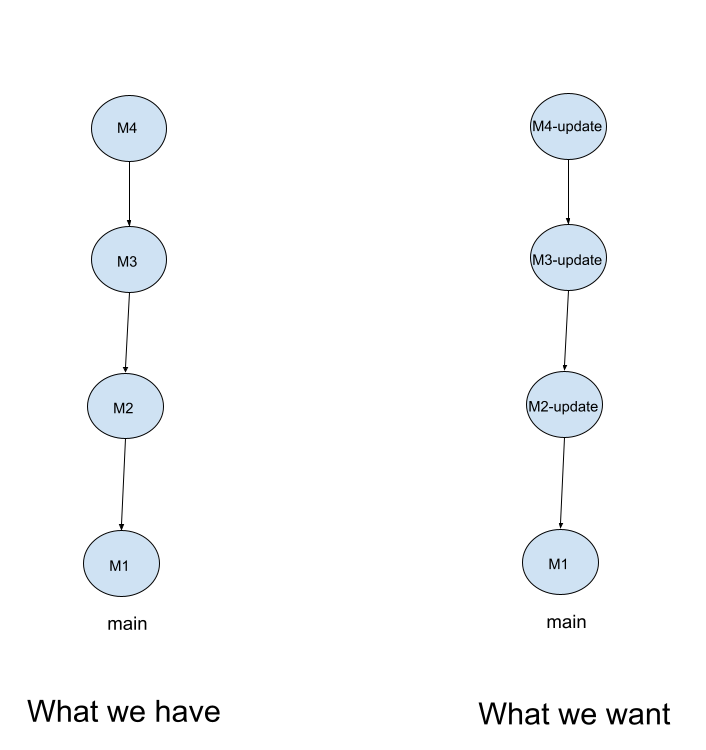 M4
M3
M2
M1
main
What we have
M4-update
M3-update
M2-update
M1
main
What we want